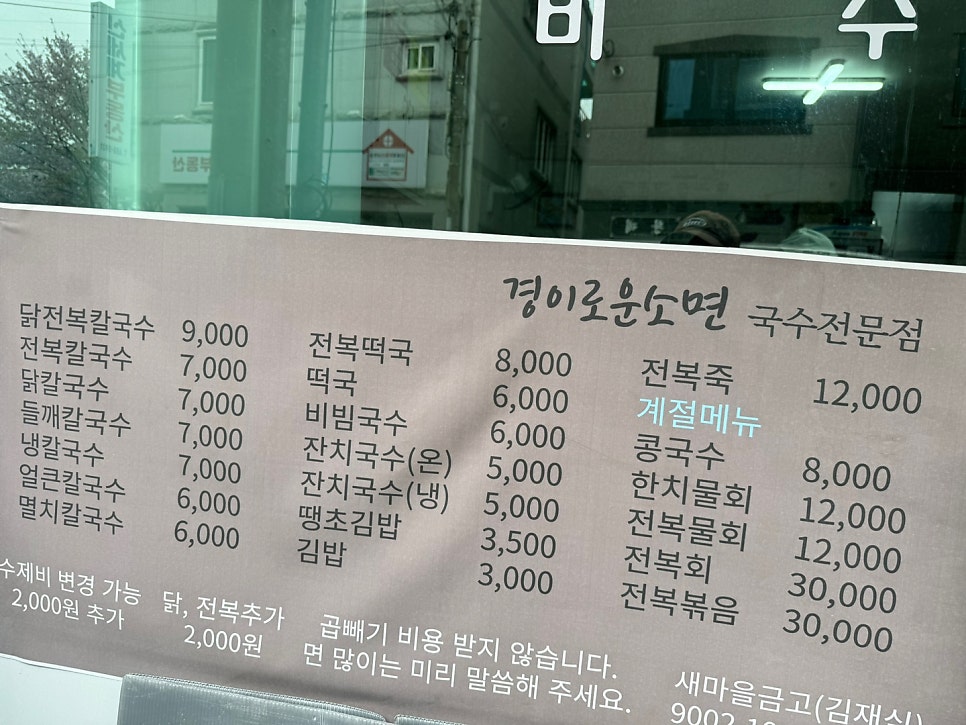 비 수
부동산
경이로운소면 국수전문점
닭전복칼국수 9,000
전복칼국수 7,000
닭칼국수 7,000
들깨칼국수 7,000
냉칼국수 7,000
얼큰칼국수 6,000
멸치칼국수 6,000
전복떡국 8,000
떡국 6,000
비빔국수 6,000
잔치국수(온) 5,000
잔치국수(냉) 5,000
땡초김밥 3,500
김밥 3,000
전복죽 12,000
계절메뉴
콩국수 8,000
한치물회 12,000
전복물회 12,000
전복회 30,000
전복볶음 30,000
수제비 변경 가능
2,000원 추가
닭, 전복추가
2,000원
곱빼기 비용 받지 않습니다.
면 많이는 미리 말씀해 주세요.
새마을금고(김재식)
9002